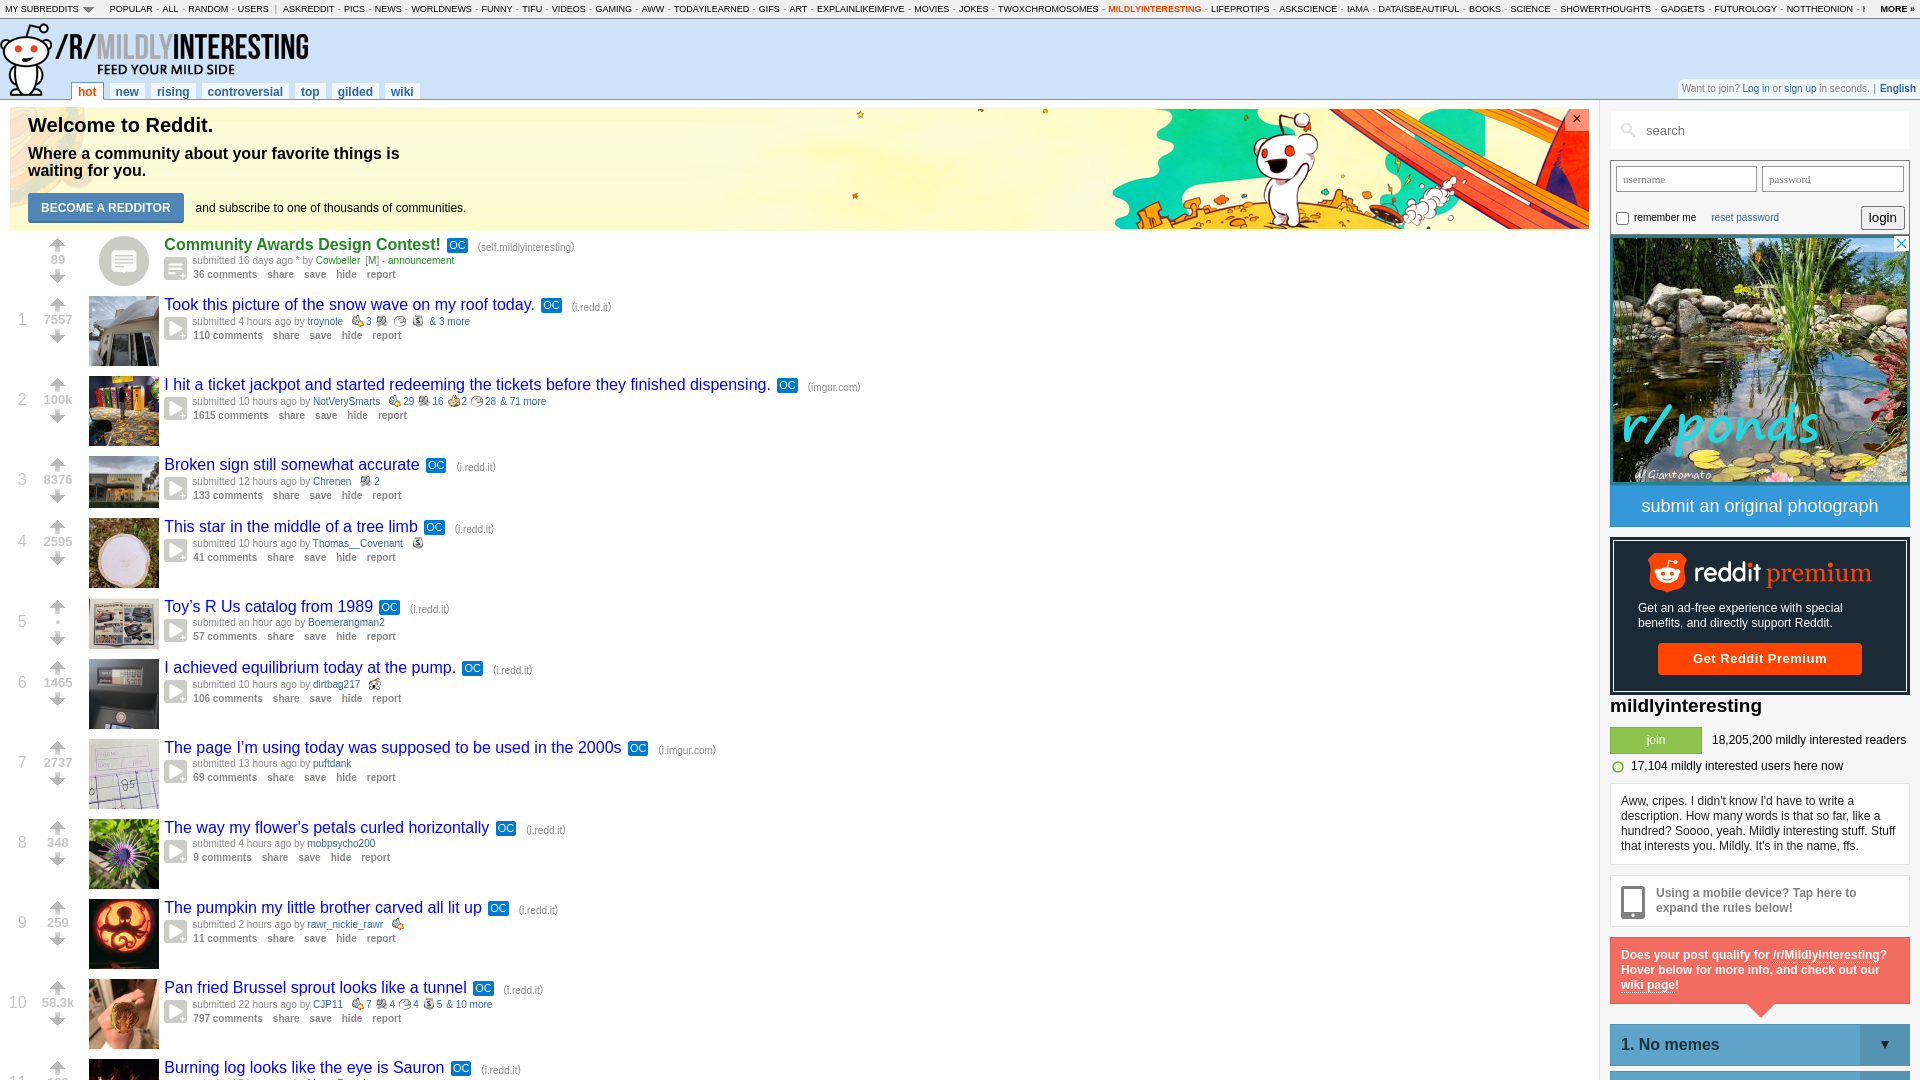 MY SUBREDDITS POPULAR - ALL - RANDOM - USERS | ASKREDDIT - PICS - NEWS - WORLDNEWS - FUNNY - TIFU - VIDEOS - GAMING - AWW - TODAYILEARNED - GIFS - ART - EXPLAINLIKEIMFIVE - MOVIES - JOKES - TWOXCHROMOSOMES - MILDLYINTERESTING - LIFEPROTIPS - ASKSCIENCE - IAMA - DATAISBEAUTIFUL - BOOKS - SCIENCE - SHOWERTHOUGHTS - GADGETS - FUTUROLOGY - NOTTHEONION - MORE »
/R/MILDLYINTERESTING
FEED YOUR MILD SIDE
hot new rising controversial top gilded wiki
Want to join? Log in or sign up in seconds. | English
Welcome to Reddit.
Where a community about your favorite things is
waiting for you.
BECOME A REDDITOR and subscribe to one of thousands of communities.
×
89
Community Awards Design Contest! OC (self.mildlyinteresting)
submitted 16 days ago * by Cowbeller [M] - announcement
36 comments share save hide report
1
7557
Took this picture of the snow wave on my roof today. OC (i.redd.it)
submitted 4 hours ago by troynole 3 & 3 more
110 comments share save hide report
2
100k
I hit a ticket jackpot and started redeeming the tickets before they finished dispensing. OC (imgur.com)
submitted 10 hours ago by NotVerySmarts 29 16 2 28 & 71 more
1615 comments share save hide report
3
8376
Broken sign still somewhat accurate OC (i.redd.it)
submitted 12 hours ago by Chrenen 2
133 comments share save hide report
4
2595
This star in the middle of a tree limb OC (i.redd.it)
submitted 10 hours ago by Thomas__Covenant
41 comments share save hide report
5
•
Toy’s R Us catalog from 1989 OC (i.redd.it)
submitted an hour ago by Boemerangman2
57 comments share save hide report
6
1465
I achieved equilibrium today at the pump. OC (i.redd.it)
submitted 10 hours ago by dirtbag217
106 comments share save hide report
7
2737
The page I’m using today was supposed to be used in the 2000s OC (i.imgur.com)
submitted 13 hours ago by puftdank
69 comments share save hide report
8
348
The way my flower's petals curled horizontally OC (i.redd.it)
submitted 4 hours ago by mobpsycho200
9 comments share save hide report
9
259
The pumpkin my little brother carved all lit up OC (i.redd.it)
submitted 2 hours ago by rawr_nickie_rawr
11 comments share save hide report
10
58.3k
Pan fried Brussel sprout looks like a tunnel OC (i.redd.it)
submitted 22 hours ago by CJP11 7 4 4 5 & 10 more
797 comments share save hide report
Burning log looks like the eye is Sauron OC (i.redd.it)
search
username password
remember me reset password login
r/ponds
u/Giantomato
submit an original photograph
reddit premium
Get an ad-free experience with special
benefits, and directly support Reddit.
Get Reddit Premium
mildlyinteresting
join 18,205,200 mildly interested readers
17,104 mildly interested users here now
Aww, cripes. I didn't know I'd have to write a
description. How many words is that so far, like a
hundred? Soooo, yeah. Mildly interesting stuff. Stuff
that interests you. Mildly. It's in the name, ffs.
Using a mobile device? Tap here to
expand the rules below!
Does your post qualify for /r/MildlyInteresting?
Hover below for more info, and check out our
wiki page!
1. No memes ▼